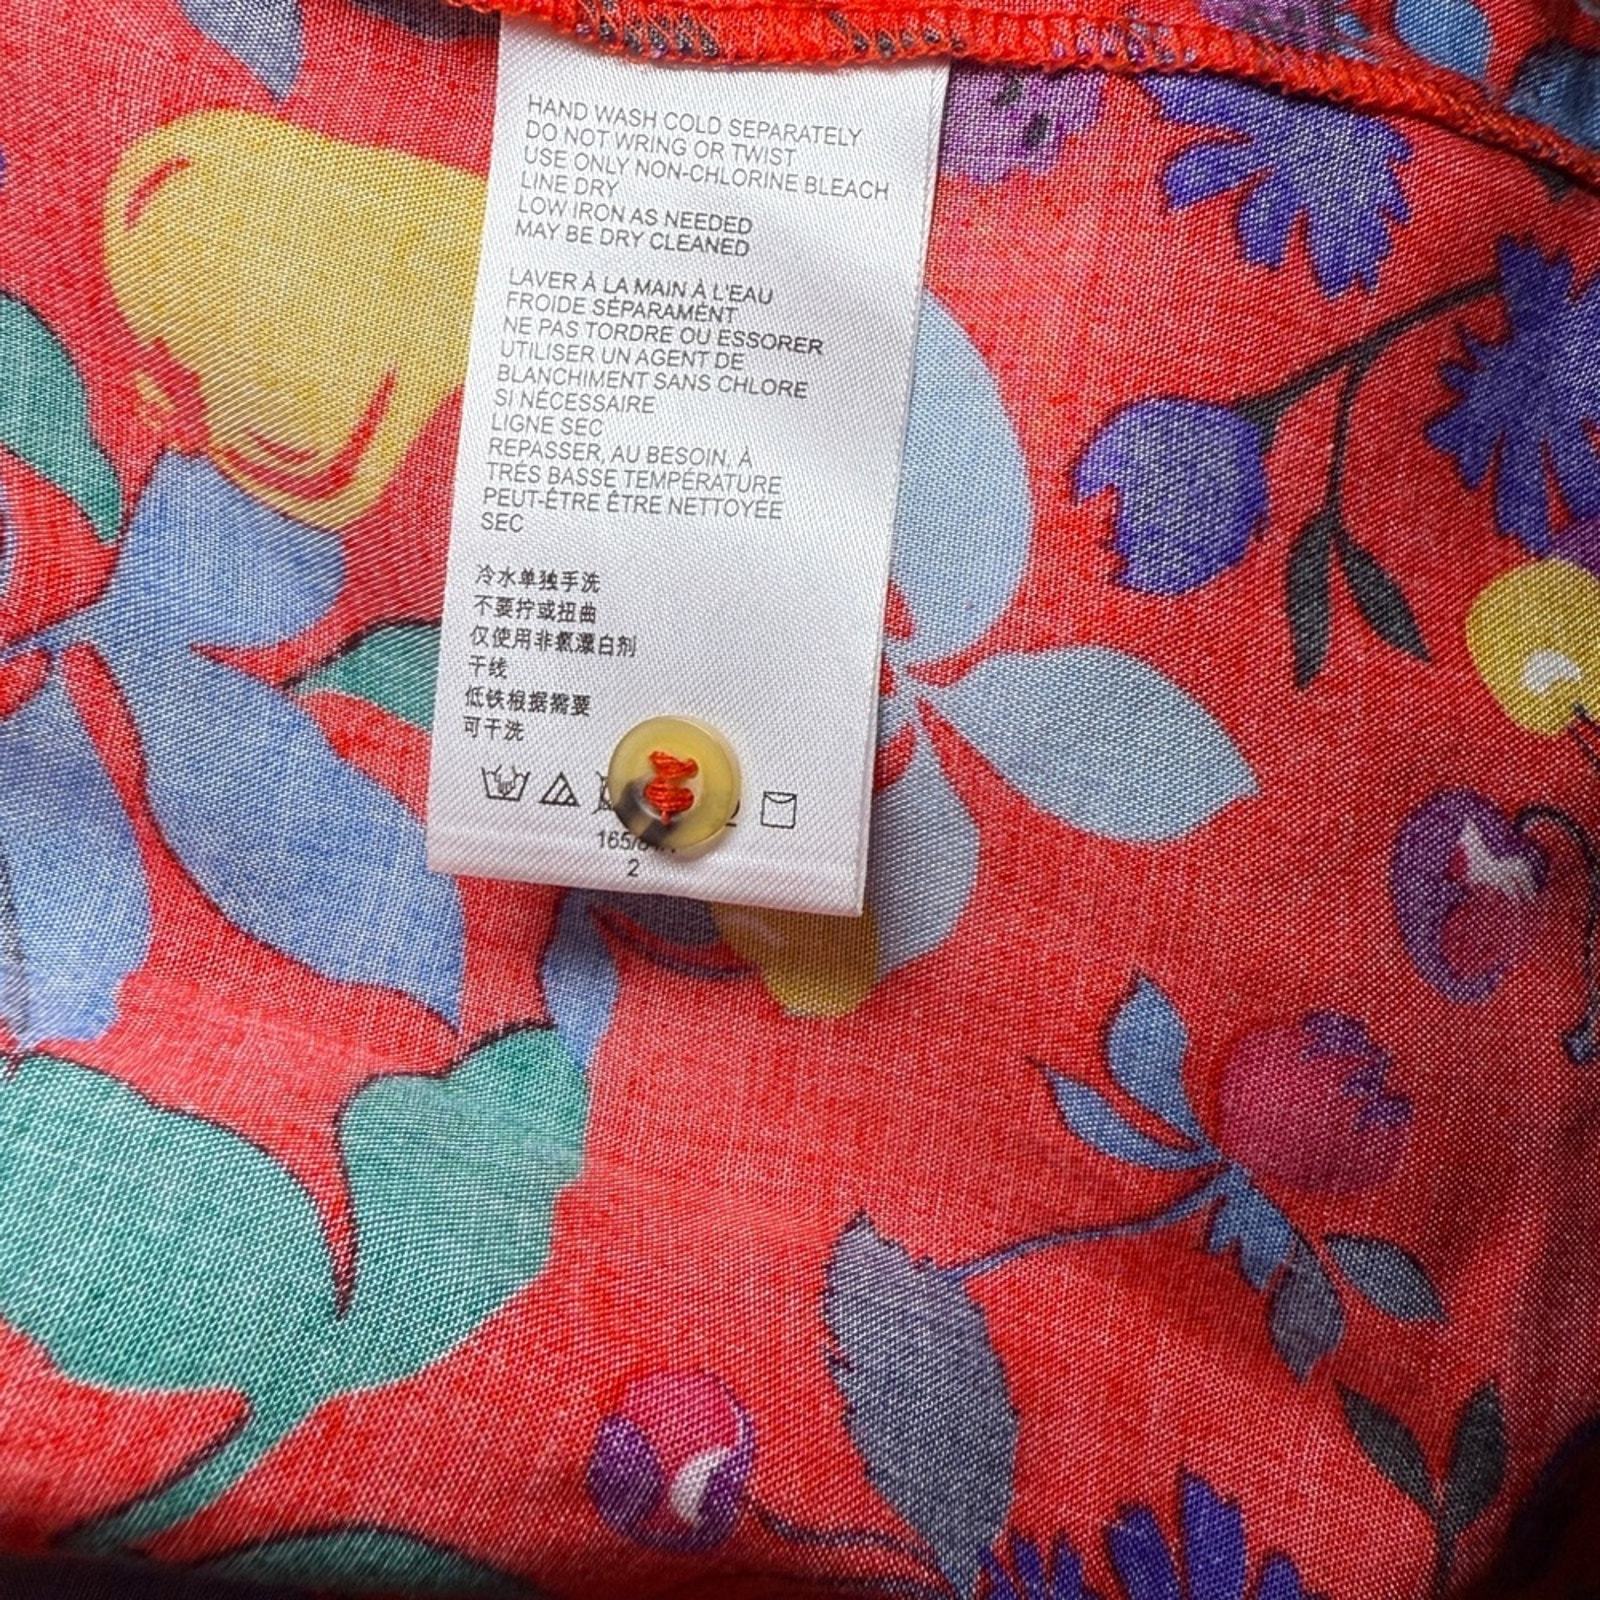 HAND WASH COLD SEPARATELY
DO NOT WRING OR TWIST
USE ONLY NON-CHLORINE BLEACH
LINE DRY
LOW IRON AS NEEDED
MAY BE DRY CLEANED
LAVER À LA MAIN À L'EAU
FROIDE SÉPARAMÉNT
NE PAS TORDRE OU ESSORER
UTILISER UN AGENT DE
BLANCHIMENT SANS CHLORE
SI NÉCESSAIRE
LIGNE SEC
REPASSER, AU BESOIN, A
TRÉS BASSE TEMPÉRATURE
PEUT-ÊTRE ÊTRE NETTOYÉE
SEC
冷水单独手洗
不要拧或扭曲
仅使用非氯漂白剂
干线
低铁根据需要
可干洗
2